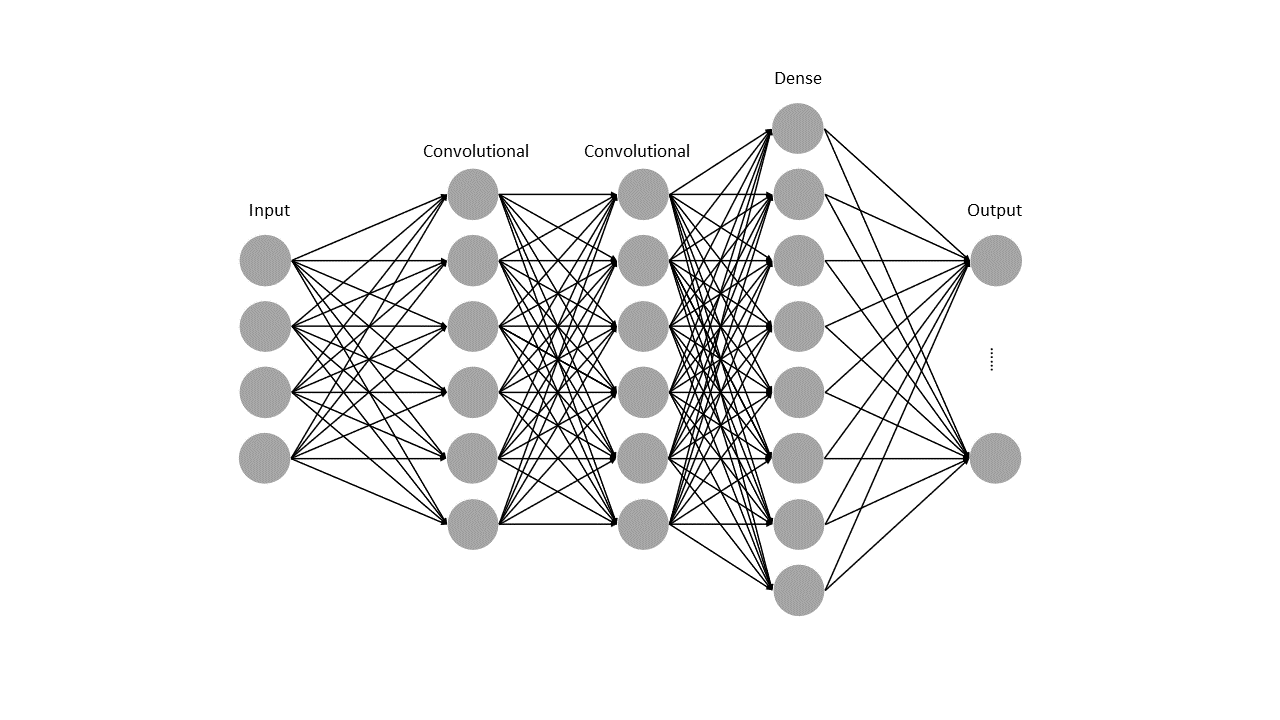 Dense
Convolutional
Convolutional
Input
Output